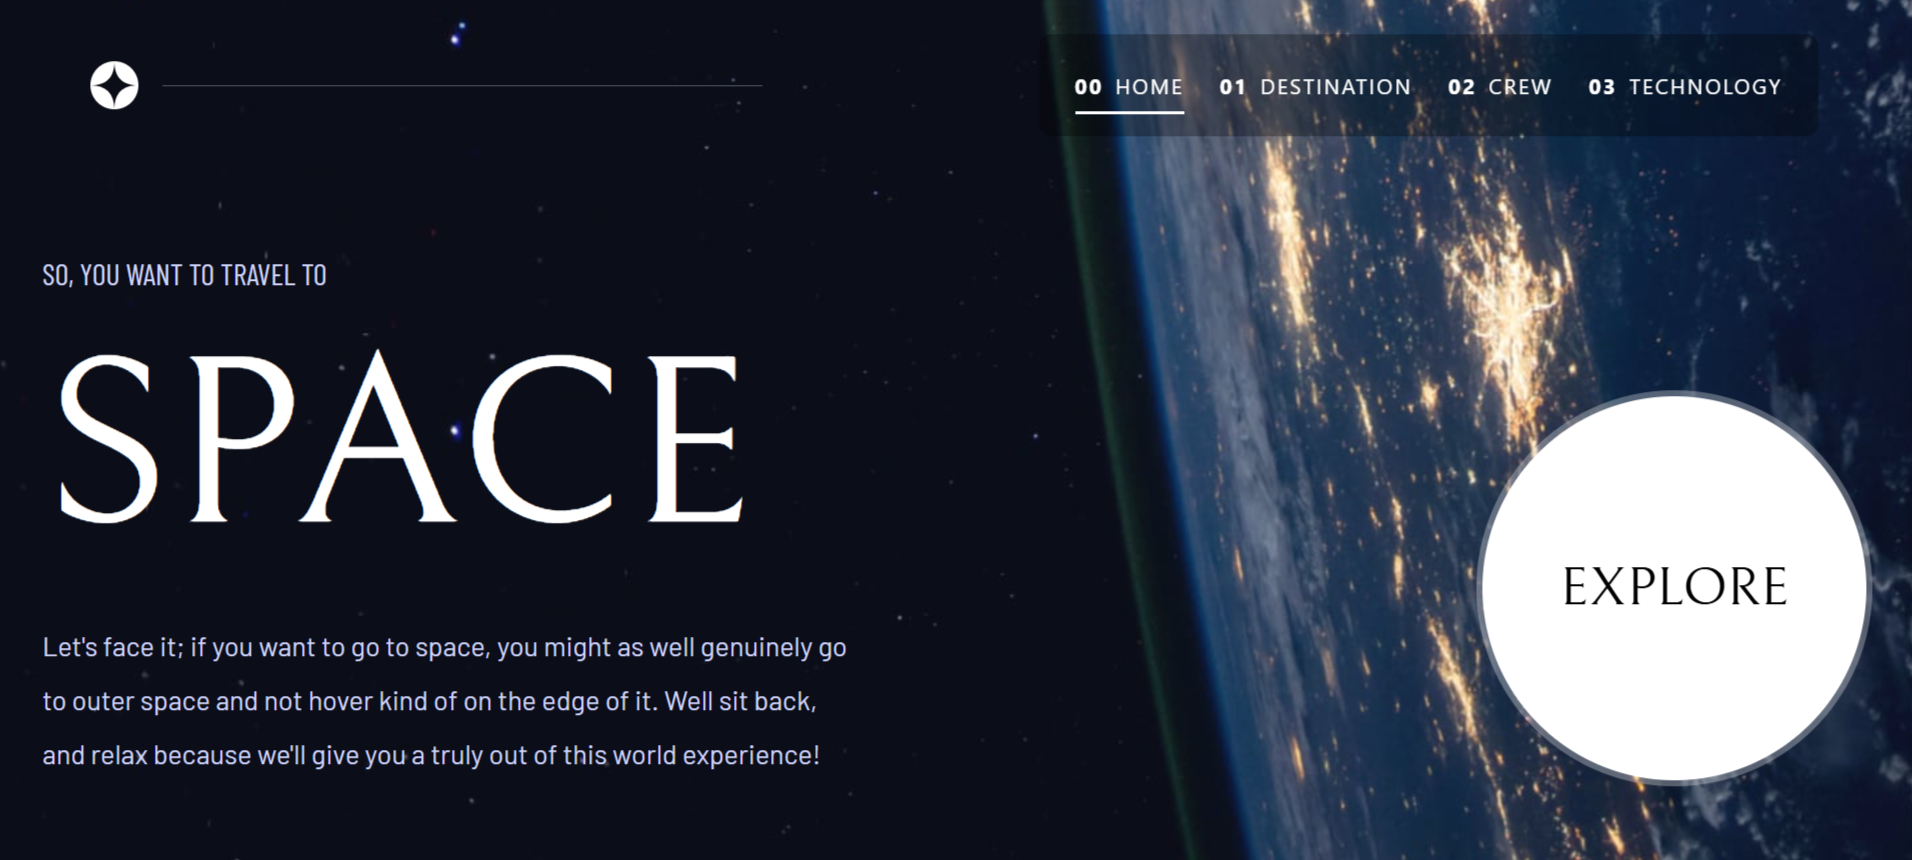 00 HOME 01 DESTINATION 02 CREW 03 TECHNOLOGY
SO, YOU WANT TO TRAVEL TO
SPACE
Let's face it; if you want to go to space, you might as well genuinely go
to outer space and not hover kind of on the edge of it. Well sit back,
and relax because we'll give you a truly out of this world experience!
EXPLORE